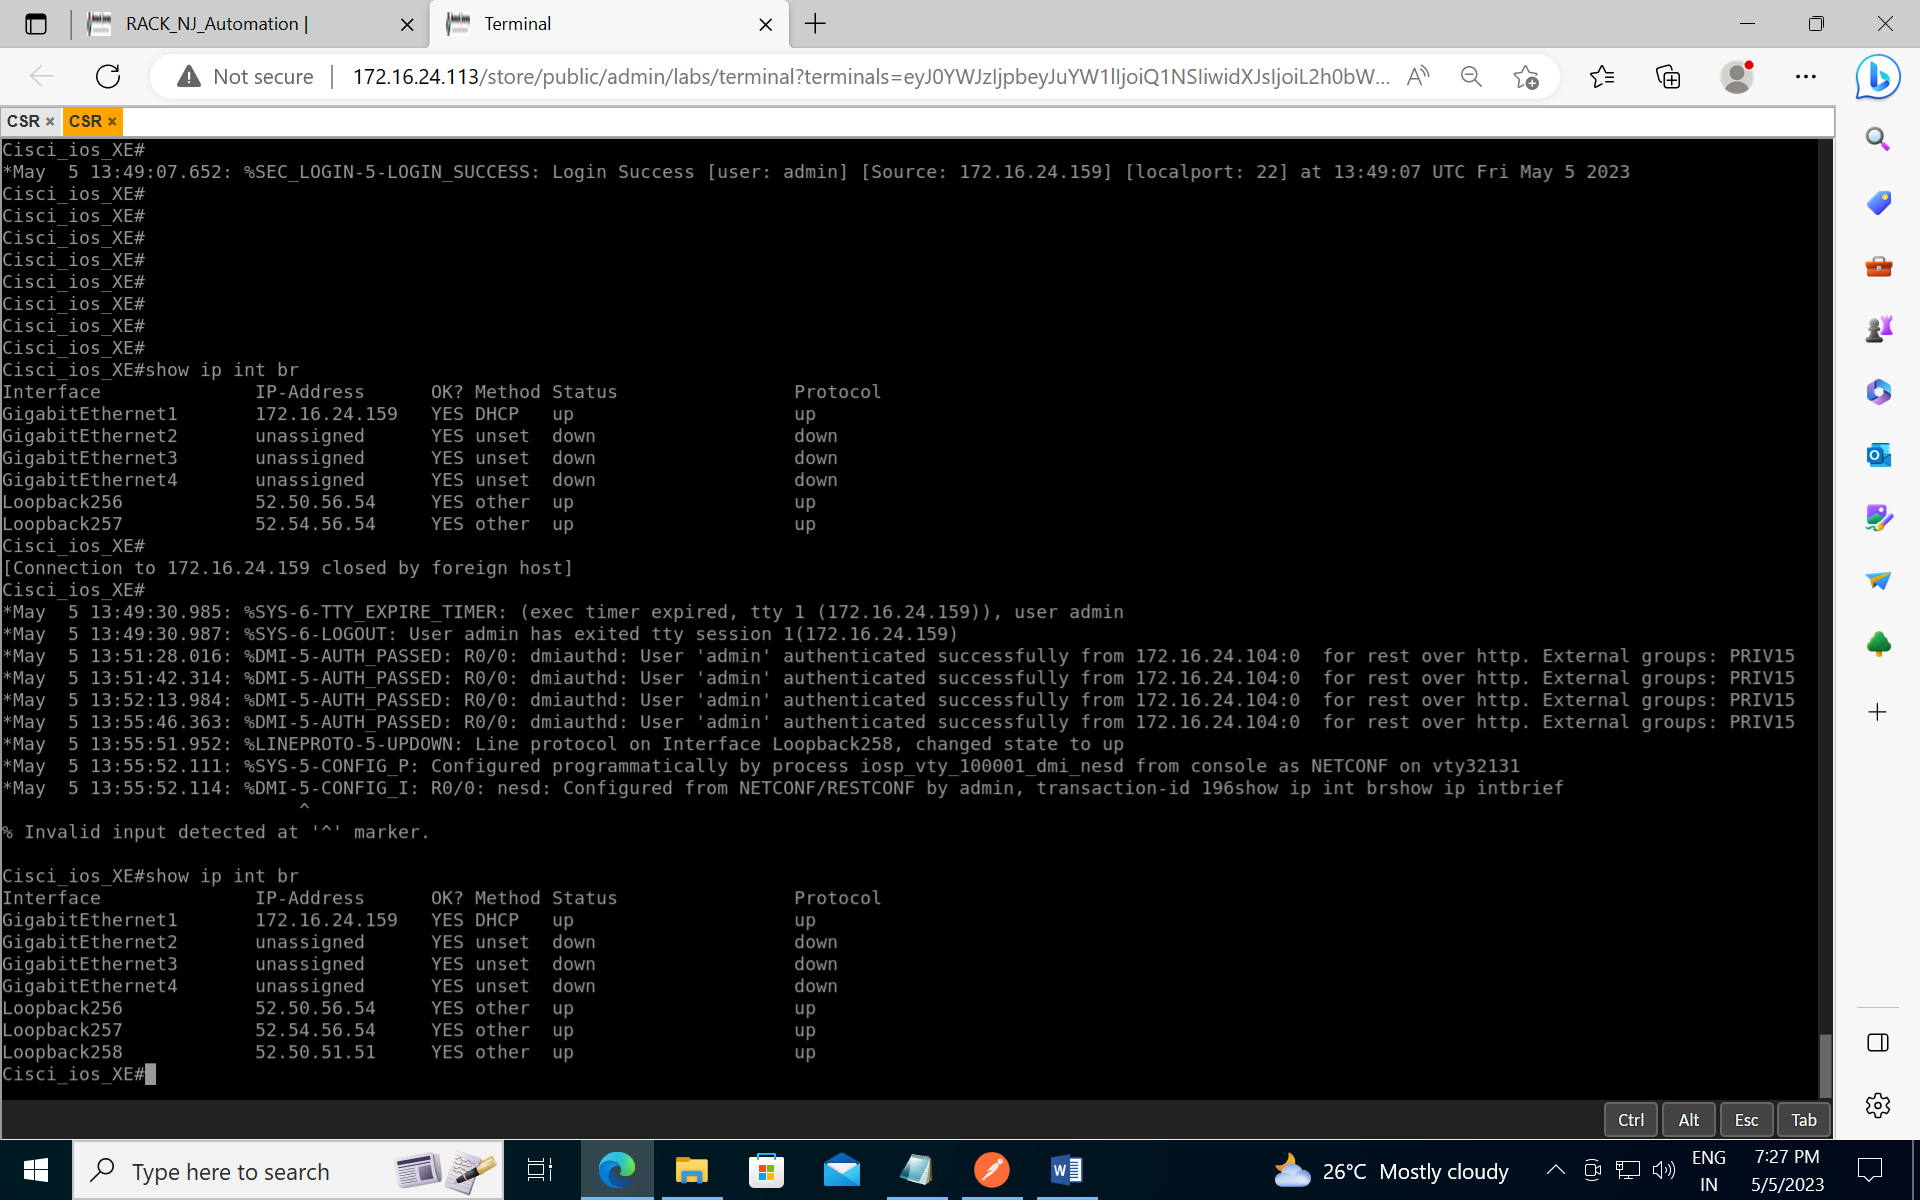 RACK_NJ_Automation |
Terminal
Not secure
172.16.24.113/store/public/admin/labs/terminal?terminals=eyJ0YWJzIjpbeyJuYW1lIjoiQ1NSIiwidXJsIjoiL2h0bW...
CSR × CSR ×
Cisci_ios_XE#
*May  5 13:49:07.652: %SEC_LOGIN-5-LOGIN_SUCCESS: Login Success [user: admin] [Source: 172.16.24.159] [localport: 22] at 13:49:07 UTC Fri May 5 2023
Cisci_ios_XE#
Cisci_ios_XE#
Cisci_ios_XE#
Cisci_ios_XE#
Cisci_ios_XE#
Cisci_ios_XE#
Cisci_ios_XE#
Cisci_ios_XE#
Cisci_ios_XE#show ip int br
Interface              IP-Address      OK? Method Status                Protocol
GigabitEthernet1       172.16.24.159   YES DHCP   up                    up
GigabitEthernet2       unassigned      YES unset  down                  down
GigabitEthernet3       unassigned      YES unset  down                  down
GigabitEthernet4       unassigned      YES unset  down                  down
Loopback256            52.50.56.54     YES other  up                    up
Loopback257            52.54.56.54     YES other  up                    up
Cisci_ios_XE#
[Connection to 172.16.24.159 closed by foreign host]
Cisci_ios_XE#
*May  5 13:49:30.985: %SYS-6-TTY_EXPIRE_TIMER: (exec timer expired, tty 1 (172.16.24.159)), user admin
*May  5 13:49:30.987: %SYS-6-LOGOUT: User admin has exited tty session 1(172.16.24.159)
*May  5 13:51:28.016: %DMI-5-AUTH_PASSED: R0/0: dmiauthd: User 'admin' authenticated successfully from 172.16.24.104:0  for rest over http. External groups: PRIV15
*May  5 13:51:42.314: %DMI-5-AUTH_PASSED: R0/0: dmiauthd: User 'admin' authenticated successfully from 172.16.24.104:0  for rest over http. External groups: PRIV15
*May  5 13:52:13.984: %DMI-5-AUTH_PASSED: R0/0: dmiauthd: User 'admin' authenticated successfully from 172.16.24.104:0  for rest over http. External groups: PRIV15
*May  5 13:55:46.363: %DMI-5-AUTH_PASSED: R0/0: dmiauthd: User 'admin' authenticated successfully from 172.16.24.104:0  for rest over http. External groups: PRIV15
*May  5 13:55:51.952: %LINEPROTO-5-UPDOWN: Line protocol on Interface Loopback258, changed state to up
*May  5 13:55:52.111: %SYS-5-CONFIG_P: Configured programmatically by process iosp_vty_100001_dmi_nesd from console as NETCONF on vty32131
*May  5 13:55:52.114: %DMI-5-CONFIG_I: R0/0: nesd: Configured from NETCONF/RESTCONF by admin, transaction-id 196show ip int brshow ip intbrief
^
% Invalid input detected at '^' marker.
Cisci_ios_XE#show ip int br
Interface              IP-Address      OK? Method Status                Protocol
GigabitEthernet1       172.16.24.159   YES DHCP   up                    up
GigabitEthernet2       unassigned      YES unset  down                  down
GigabitEthernet3       unassigned      YES unset  down                  down
GigabitEthernet4       unassigned      YES unset  down                  down
Loopback256            52.50.56.54     YES other  up                    up
Loopback257            52.54.56.54     YES other  up                    up
Loopback258            52.50.51.51     YES other  up                    up
Cisci_ios_XE#
Ctrl Alt Esc Tab
Type here to search
26°C Mostly cloudy
ENG
IN
7:27 PM
5/5/2023